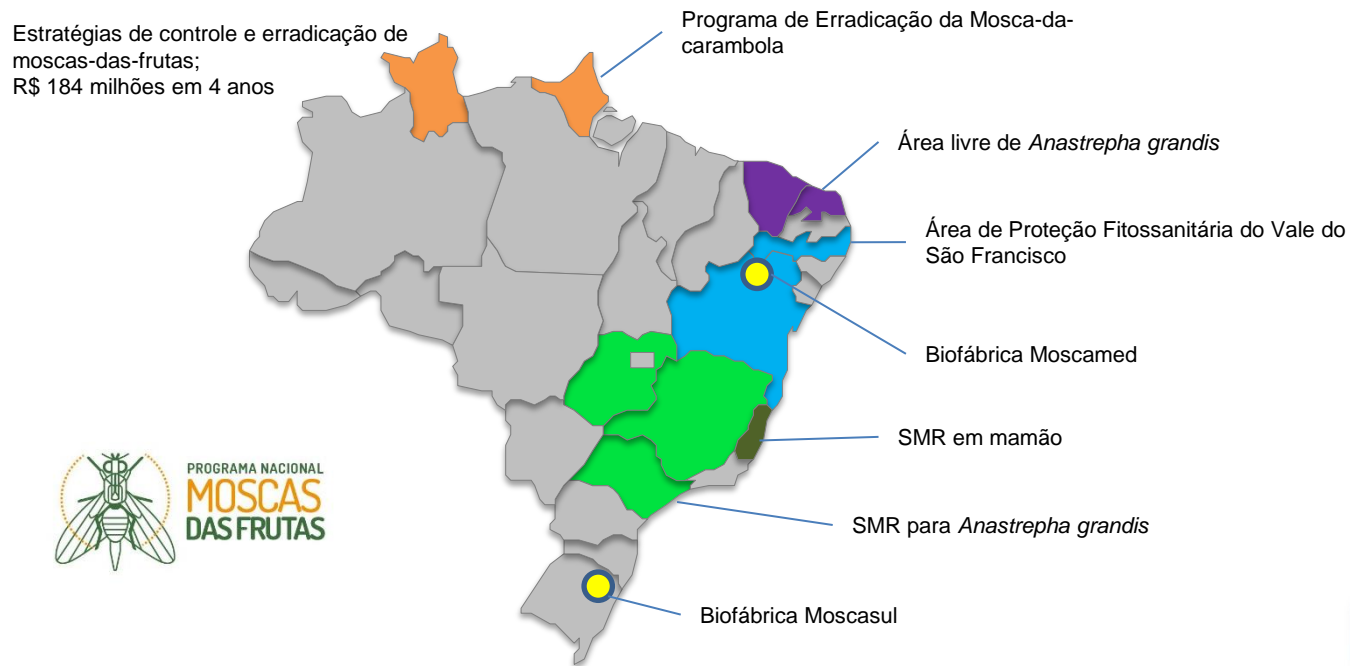 Estratégias de controle e erradicação de
moscas-das-frutas;
R$ 184 milhões em 4 anos
Programa de Erradicação da Mosca-da-
carambola
Área livre de Anastrepha grandis
Área de Proteção Fitossanitária do Vale do
São Francisco
Biofábrica Moscamed
SMR em mamão
SMR para Anastrepha grandis
Biofábrica Moscasul
PROGRAMA NACIONAL
MOSCAS
DAS FRUTAS